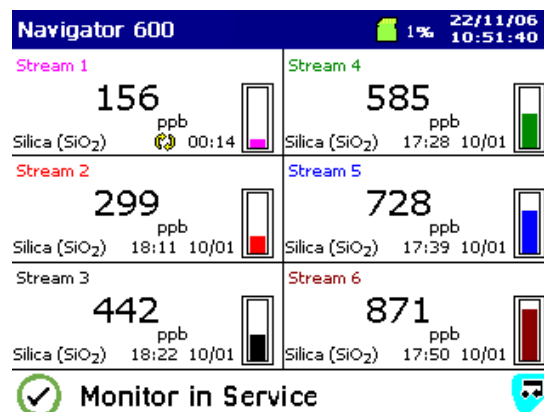 Navigator 600
1% 22/11/06
10:51:40
Stream 1
156
ppb
Silica (SiO₂) 00:14
Stream 4
585
ppb
Silica (SiO₂) 17:28 10/01
Stream 2
299
ppb
Silica (SiO₂) 18:11 10/01
Stream 5
728
ppb
Silica (SiO₂) 17:39 10/01
Stream 3
442
ppb
Silica (SiO₂) 18:22 10/01
Stream 6
871
ppb
Silica (SiO₂) 17:50 10/01
Monitor in Service